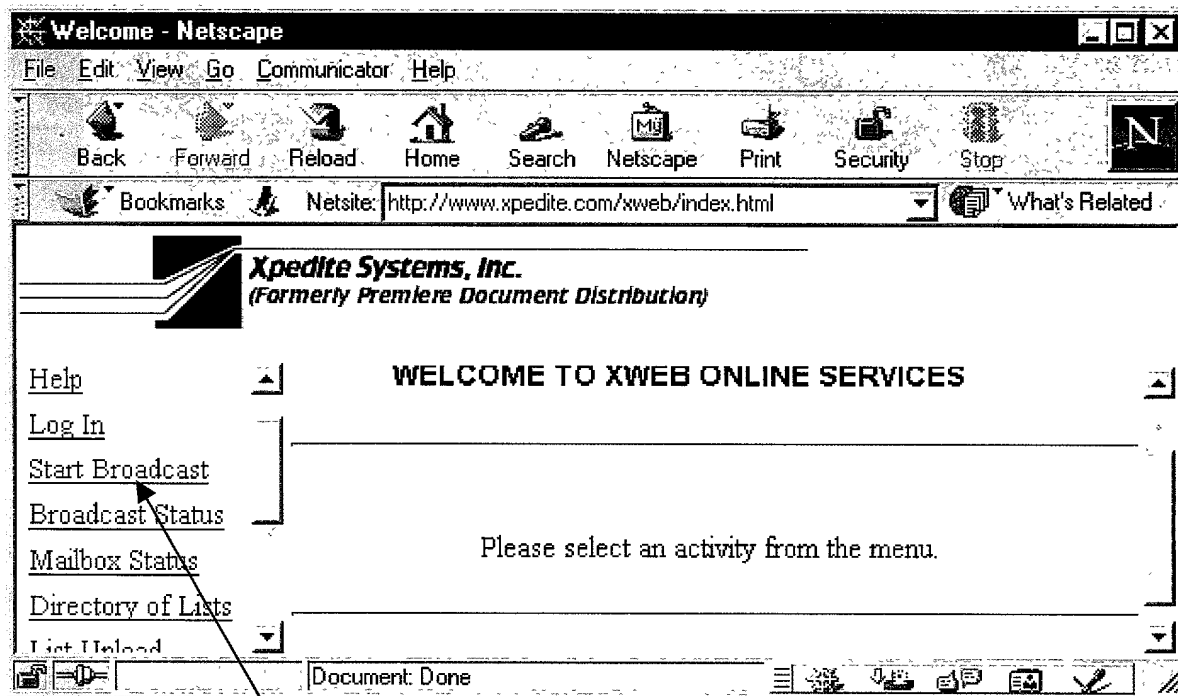 Welcome - Netscape
File Edit View Go Communicator Help
Back Forward Reload Home Search Netscape Print Security Stop
N
Bookmarks Netsite: http://www.xpedite.com/xweb/index.html What's Related
Xpedite Systems, Inc.
(Formerly Premiere Document Distribution)
Help
Log In
Start Broadcast
Broadcast Status
Mailbox Status
Directory of Lists
List Upload
WELCOME TO XWEB ONLINE SERVICES
Please select an activity from the menu.
Document: Done